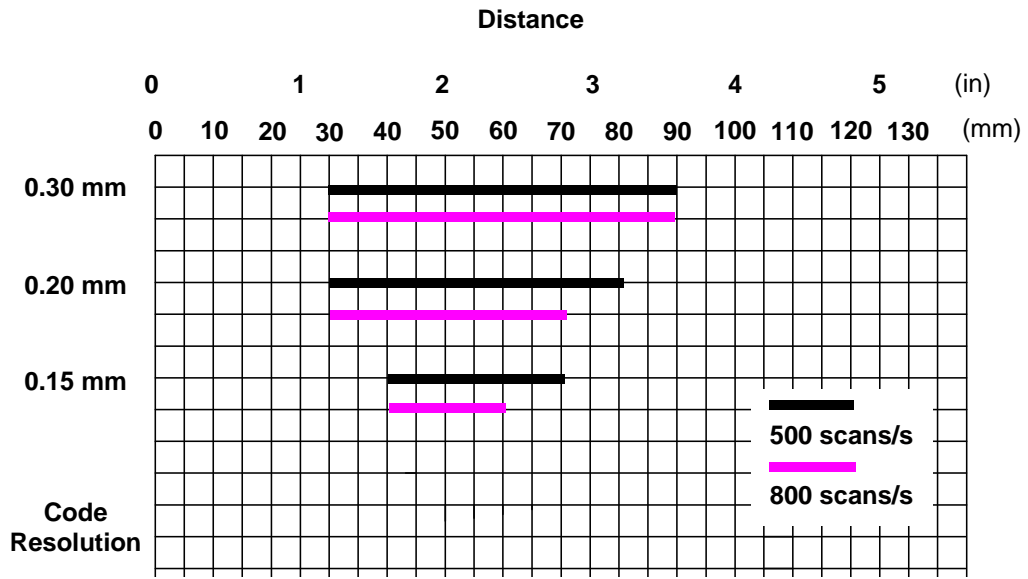 Distance
0 1 2 3 4 5 (in)
0 10 20 30 40 50 60 70 80 90 100 110 120 130 (mm)
0.30 mm
0.20 mm
0.15 mm
500 scans/s
800 scans/s
Code
Resolution